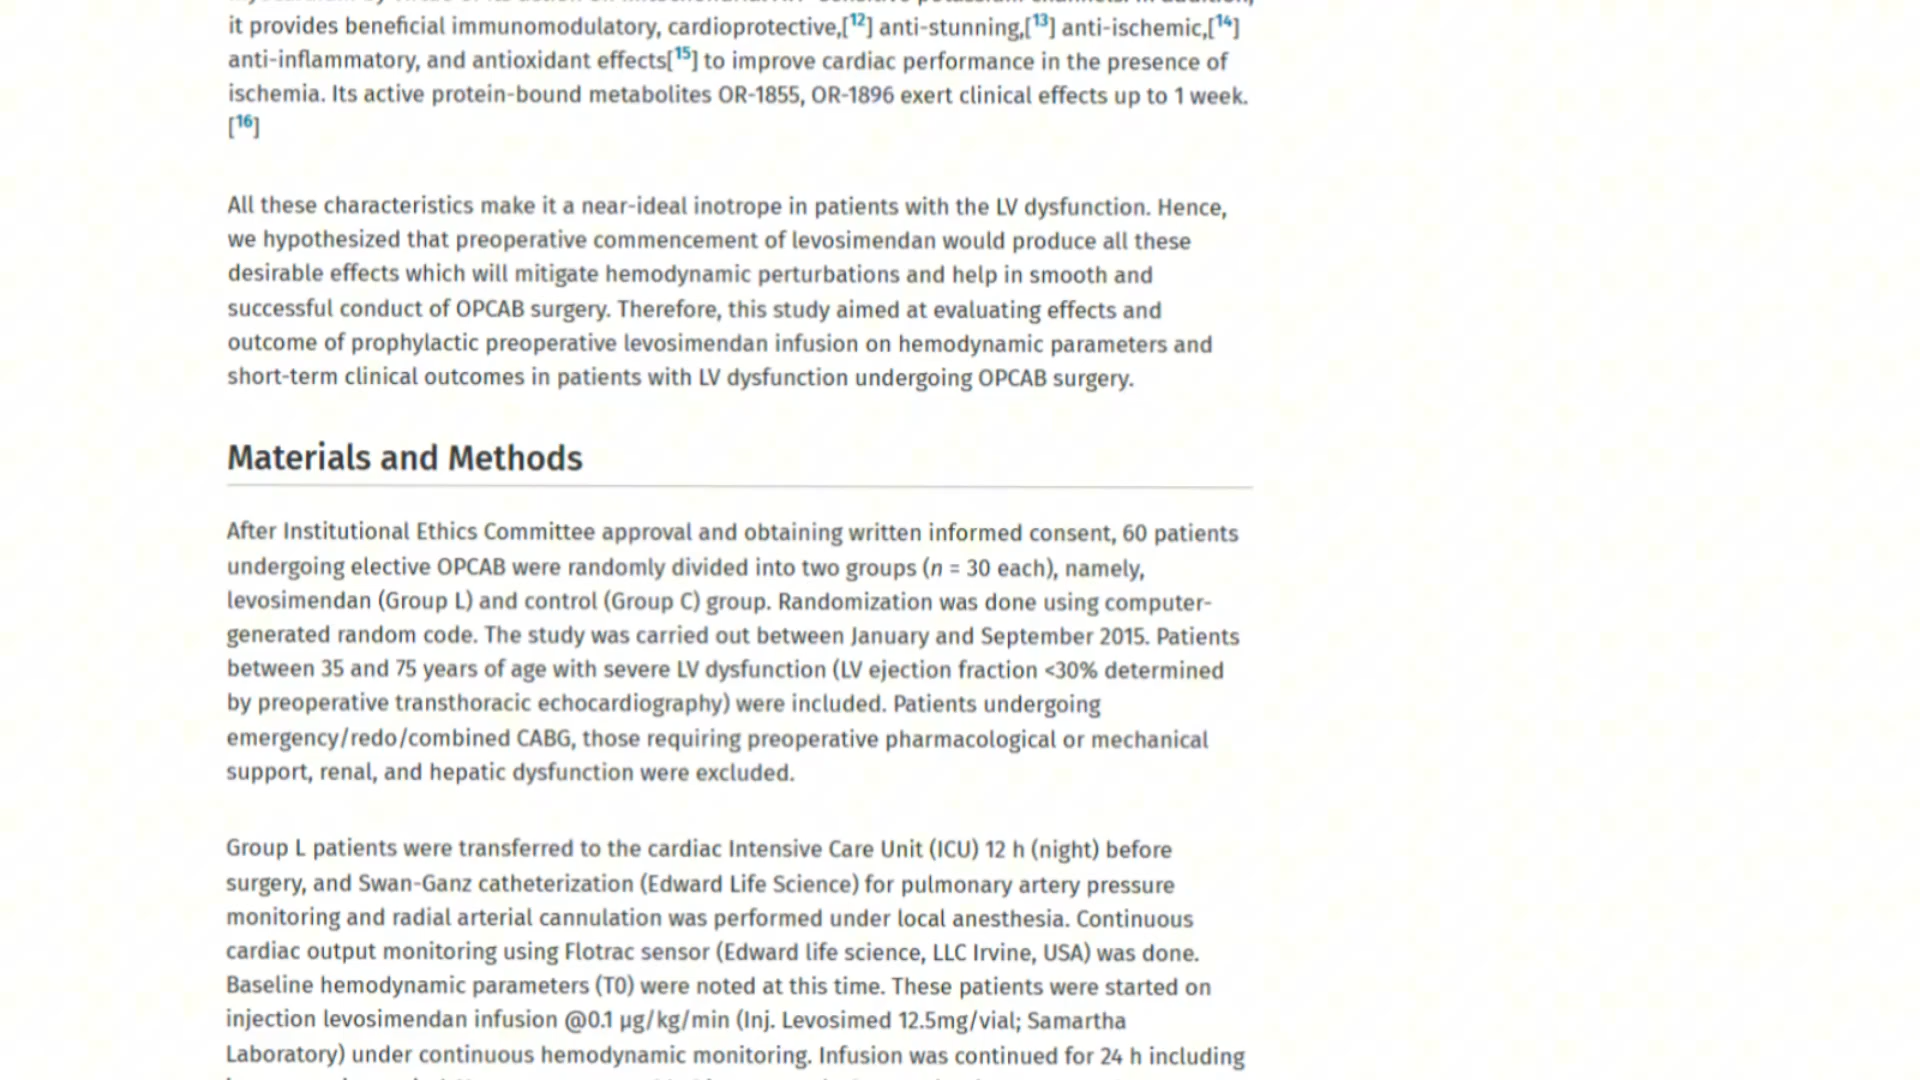 it provides beneficial immunomodulatory, cardioprotective,[12] anti-stunning,[13] anti-ischemic,[14]
anti-inflammatory, and antioxidant effects[15] to improve cardiac performance in the presence of
ischemia. Its active protein-bound metabolites OR-1855, OR-1896 exert clinical effects up to 1 week.
[16]
All these characteristics make it a near-ideal inotrope in patients with the LV dysfunction. Hence,
we hypothesized that preoperative commencement of levosimendan would produce all these
desirable effects which will mitigate hemodynamic perturbations and help in smooth and
successful conduct of OPCAB surgery. Therefore, this study aimed at evaluating effects and
outcome of prophylactic preoperative levosimendan infusion on hemodynamic parameters and
short-term clinical outcomes in patients with LV dysfunction undergoing OPCAB surgery.
Materials and Methods
After Institutional Ethics Committee approval and obtaining written informed consent, 60 patients
undergoing elective OPCAB were randomly divided into two groups (n = 30 each), namely,
levosimendan (Group L) and control (Group C) group. Randomization was done using computer-
generated random code. The study was carried out between January and September 2015. Patients
between 35 and 75 years of age with severe LV dysfunction (LV ejection fraction <30% determined
by preoperative transthoracic echocardiography) were included. Patients undergoing
emergency/redo/combined CABG, those requiring preoperative pharmacological or mechanical
support, renal, and hepatic dysfunction were excluded.
Group L patients were transferred to the cardiac Intensive Care Unit (ICU) 12 h (night) before
surgery, and Swan-Ganz catheterization (Edward Life Science) for pulmonary artery pressure
monitoring and radial arterial cannulation was performed under local anesthesia. Continuous
cardiac output monitoring using Flotrac sensor (Edward life science, LLC Irvine, USA) was done.
Baseline hemodynamic parameters (T0) were noted at this time. These patients were started on
injection levosimendan infusion @0.1 µg/kg/min (Inj. Levosimed 12.5mg/vial; Samartha
Laboratory) under continuous hemodynamic monitoring. Infusion was continued for 24 h including